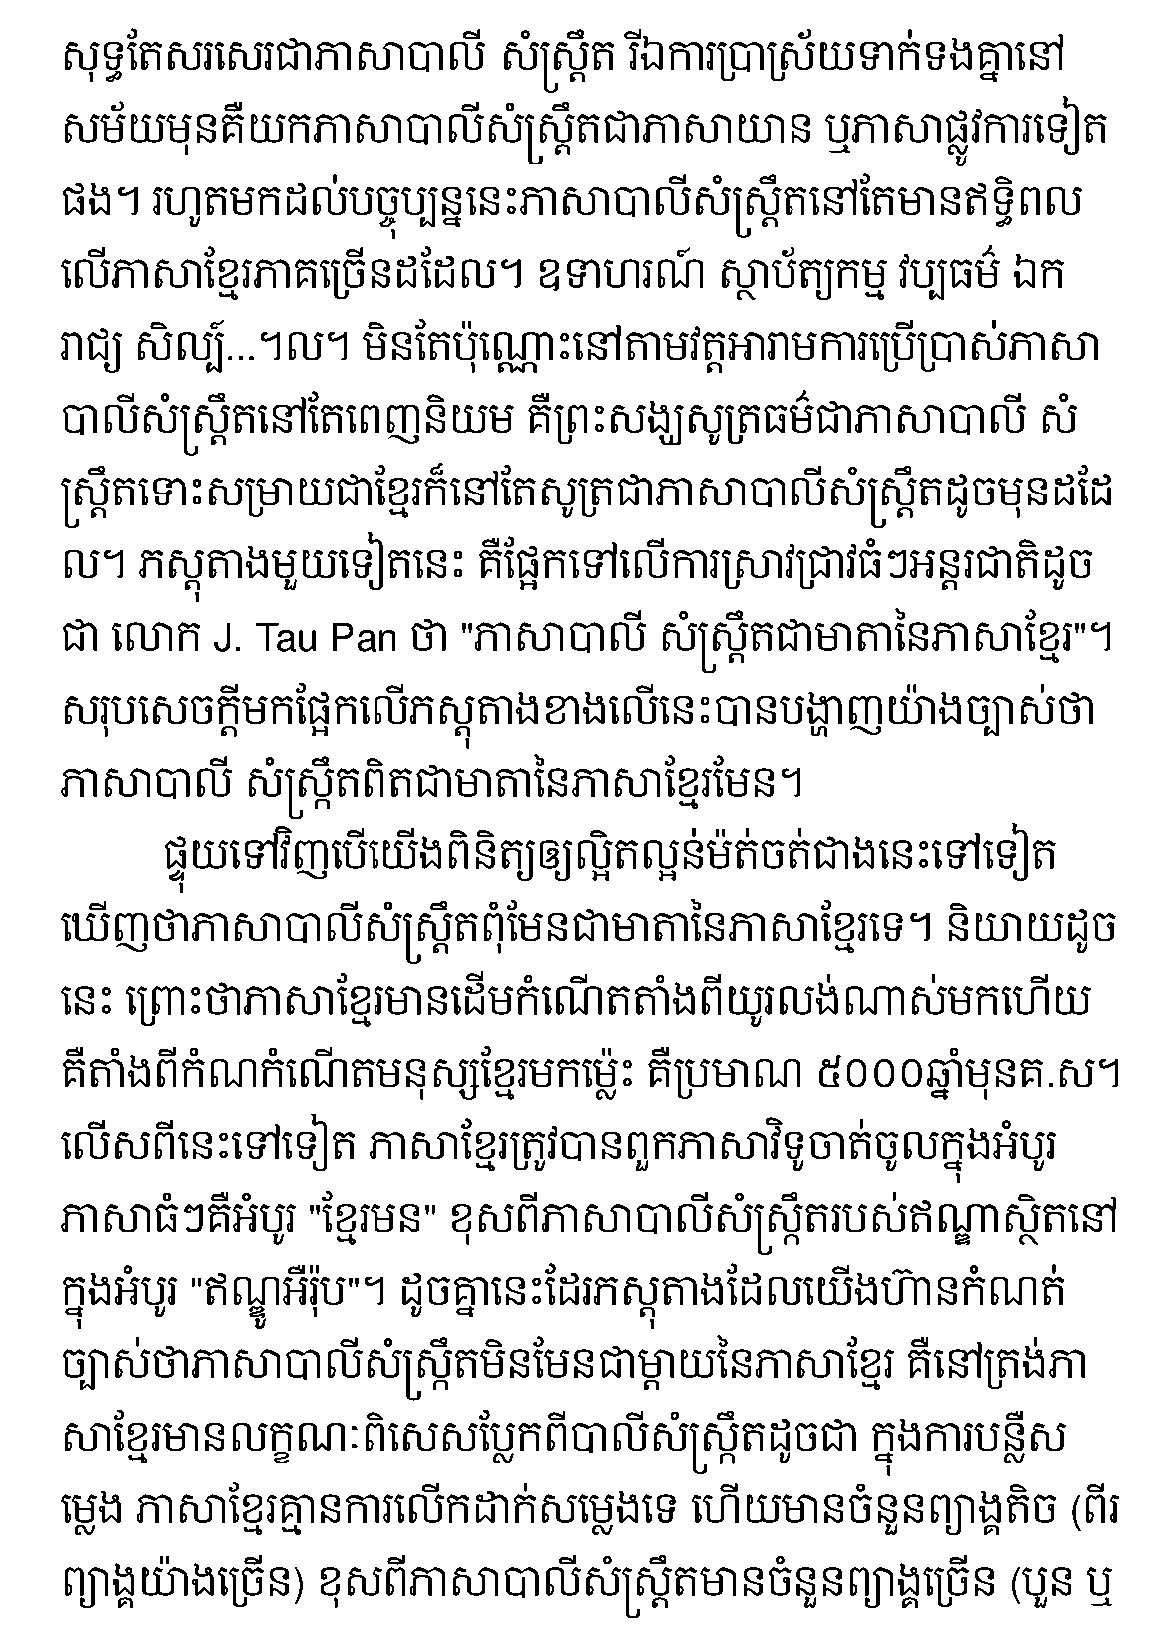 សុទ្ធតែសរសេរជាភាសាបាលី សំស្ក្រឹត រីឯការប្រាស្រ័យទាក់ទងគ្នានៅ
សម័យមុនគឺយកភាសាបាលីសំស្ក្រឹតជាភាសាយាន ឬភាសាផ្លូវការទៀត
ផង។ រហូតមកដល់បច្ចុប្បន្ននេះភាសាបាលីសំស្ក្រឹតនៅតែមានឥទ្ធិពល
លើភាសាខ្មែរភាគច្រើនដដែល។ ឧទាហរណ៍ ស្ថាប័ត្យកម្ម វប្បធម៌ ឯក
រាជ្យ សិល្ប៍...។ល។ មិនតែប៉ុណ្ណោះនៅតាមវត្តអារាមការប្រើប្រាស់ភាសា
បាលីសំស្ក្រឹតនៅតែពេញនិយម គឺព្រះសង្ឃសូត្រធម៌ជាភាសាបាលី សំ
ស្ក្រឹតទោះសម្រាយជាខ្មែរក៏នៅតែសូត្រជាភាសាបាលីសំស្ក្រឹតដូចមុនដដែ
ល។ ភស្តុតាងមួយទៀតនេះ គឺផ្អែកទៅលើការស្រាវជ្រាវធំៗអន្តរជាតិដូច
ជា លោក J. Tau Pan ថា "ភាសាបាលី សំស្ក្រឹតជាមាតានៃភាសាខ្មែរ"។
សរុបសេចក្តីមកផ្អែកលើភស្តុតាងខាងលើនេះបានបង្ហាញយ៉ាងច្បាស់ថា
ភាសាបាលី សំស្ក្រឹតពិតជាមាតានៃភាសាខ្មែរមែន។
ផ្ទុយទៅវិញបើយើងពិនិត្យឲ្យល្អិតល្អន់ម៉ត់ចត់ជាងនេះទៅទៀត
ឃើញថាភាសាបាលីសំស្ក្រឹតពុំមែនជាមាតានៃភាសាខ្មែរទេ។ និយាយដូច
នេះ ព្រោះថាភាសាខ្មែរមានដើមកំណើតតាំងពីយូរលង់ណាស់មកហើយ
គឺតាំងពីកំណកំណើតមនុស្សខ្មែរមកម្ល៉េះ គឺប្រមាណ ៥០០០ឆ្នាំមុនគ.ស។
លើសពីនេះទៅទៀត ភាសាខ្មែរត្រូវបានពួកភាសាវិទូចាត់ចូលក្នុងអំបូរ
ភាសាធំៗគឺអំបូរ "ខ្មែរមន" ខុសពីភាសាបាលីសំស្ក្រឹតរបស់ឥណ្ឌាស្ថិតនៅ
ក្នុងអំបូរ "ឥណ្ឌូអឺរ៉ុប"។ ដូចគ្នានេះដែរភស្តុតាងដែលយើងហ៊ានកំណត់
ច្បាស់ថាភាសាបាលីសំស្ក្រឹតមិនមែនជាម្តាយនៃភាសាខ្មែរ គឺនៅត្រង់ភា
សាខ្មែរមានលក្ខណៈពិសេសប្លែកពីបាលីសំស្ក្រឹតដូចជា ក្នុងការបន្លឺស
ម្លេង ភាសាខ្មែរគ្មានការលើកដាក់សម្លេងទេ ហើយមានចំនួនព្យាង្គតិច (ពីរ
ព្យាង្គយ៉ាងច្រើន) ខុសពីភាសាបាលីសំស្ក្រឹតមានចំនួនព្យាង្គច្រើន (បួន ឬ